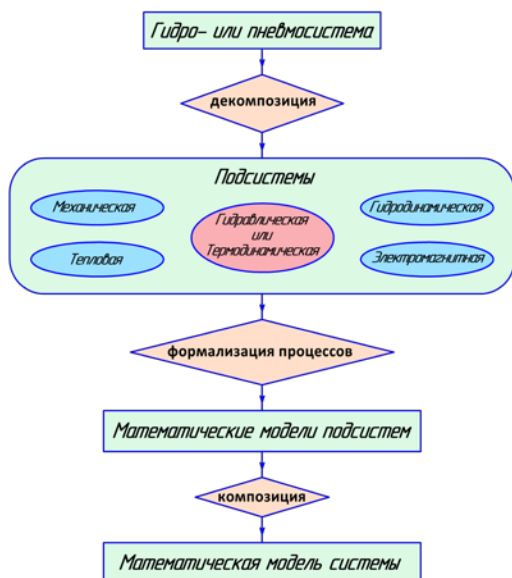 Гидро- или пневмосистема
декомпозиция
Подсистемы
Механическая
Гидродинамическая
Гидравлическая
или
Термодинамическая
Тепловая
Электромагнитная
формализация процессов
Математические модели подсистем
композиция
Математическая модель системы